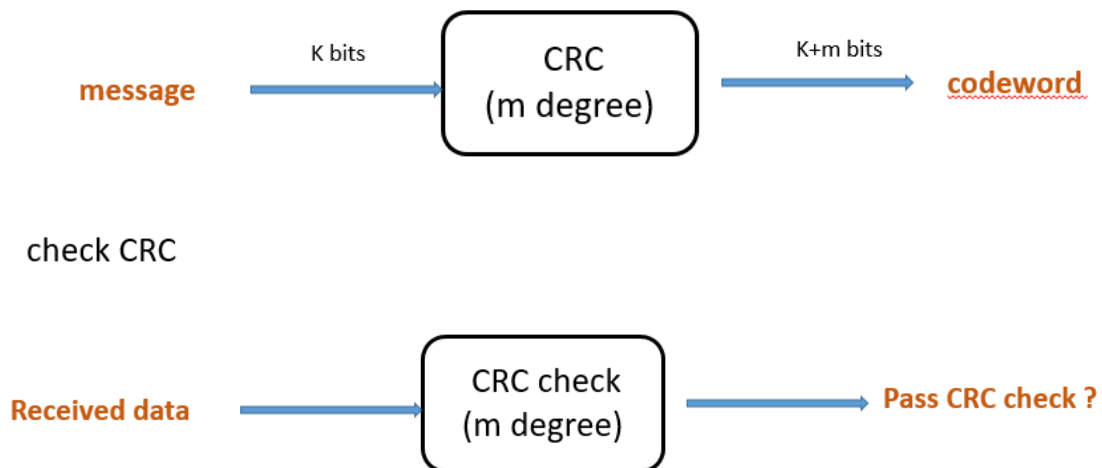 K bits
message
CRC
(m degree)
K+m bits
codeword
check CRC
Received data
CRC check
(m degree)
Pass CRC check ?